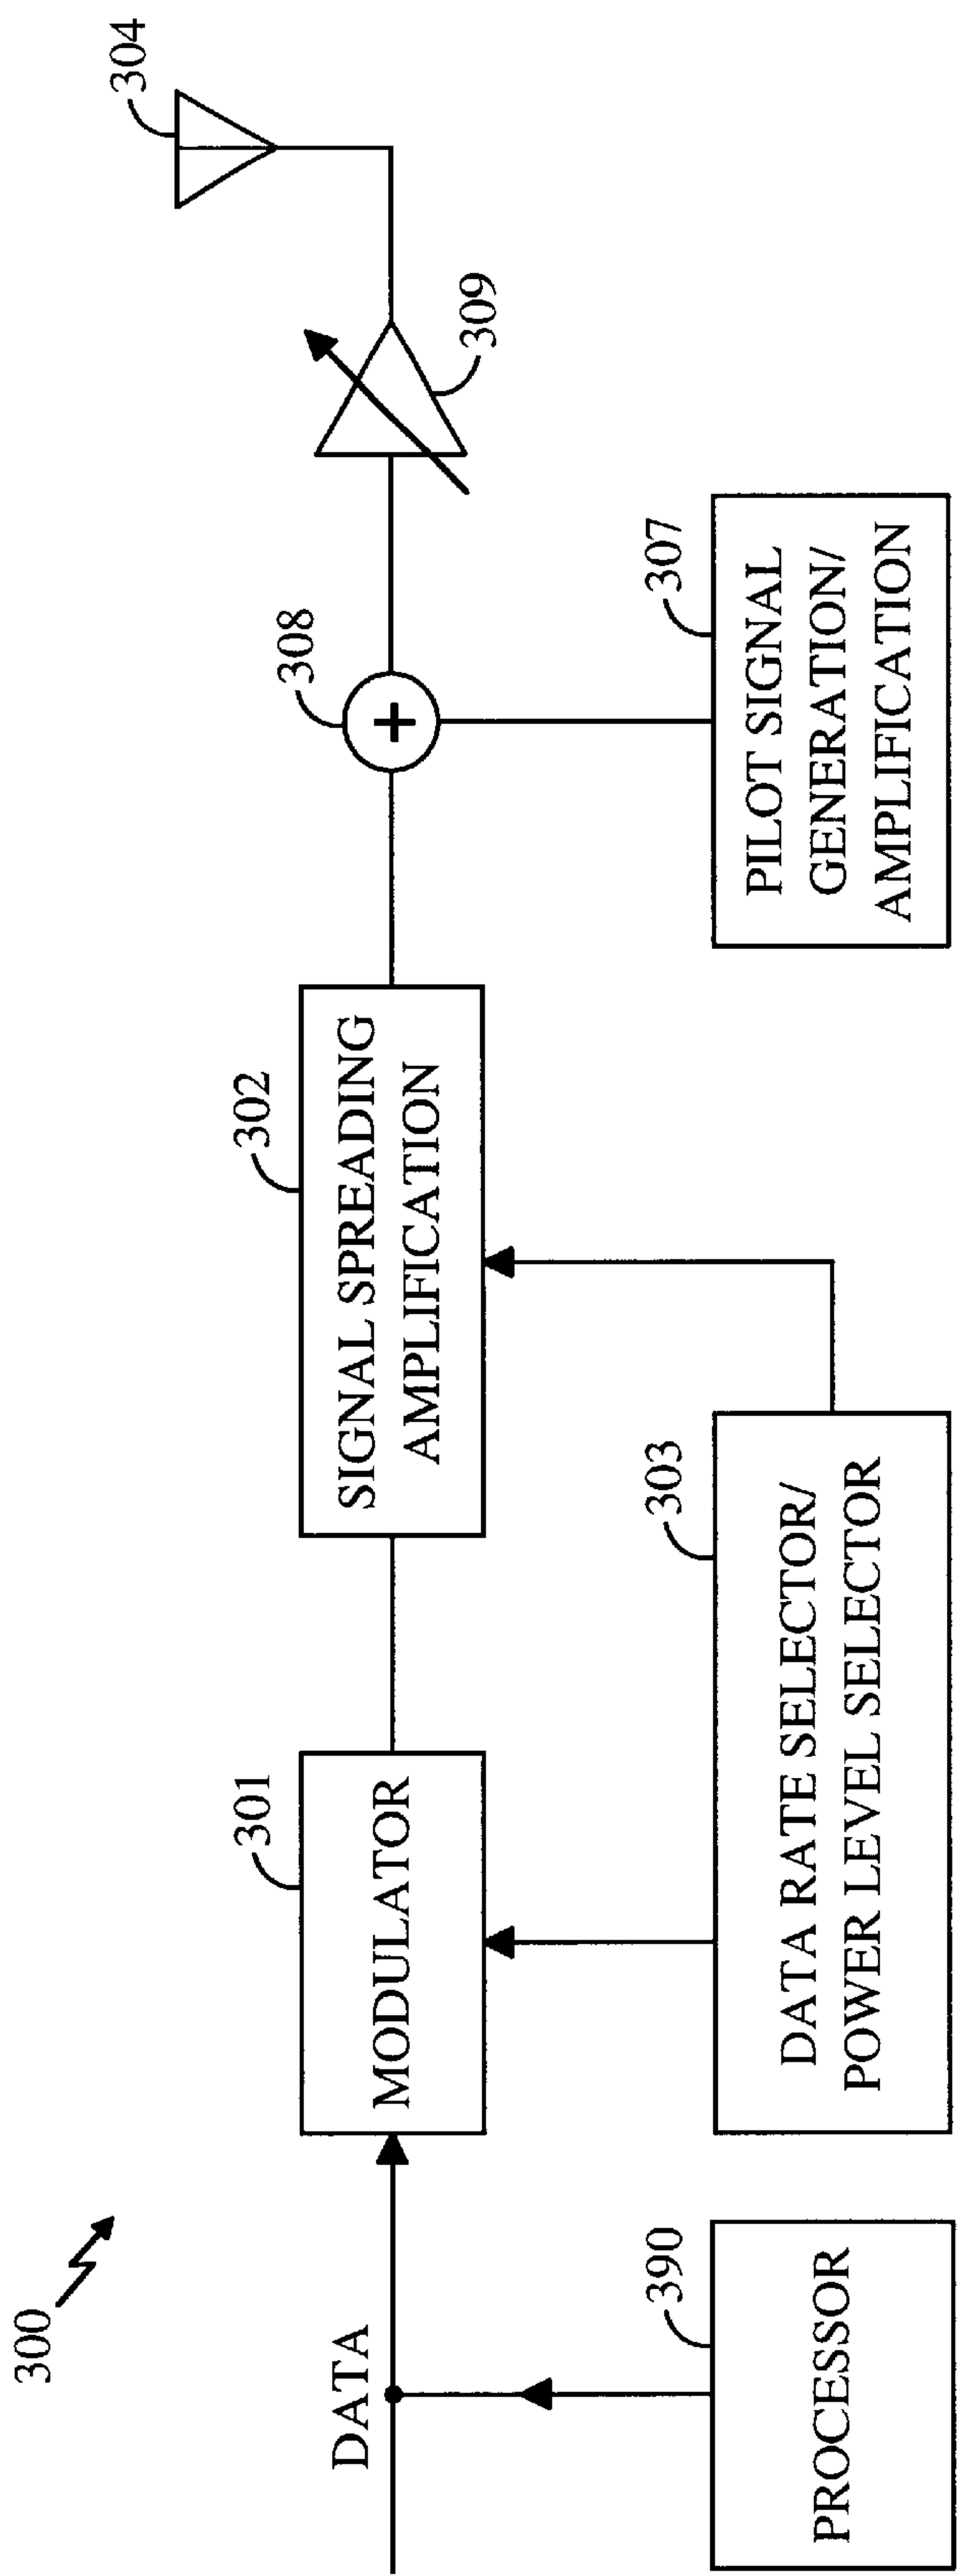 300
DATA
390
PROCESSOR
301
MODULATOR
303
DATA RATE SELECTOR/
POWER LEVEL SELECTOR
302
SIGNAL SPREADING
AMPLIFICATION
308
+
307
PILOT SIGNAL
GENERATION/
AMPLIFICATION
309
304